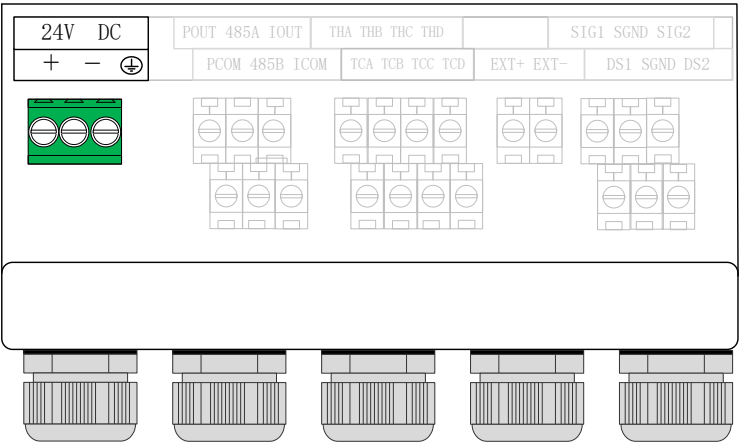 24V DC POUT 485A IOUT THA THB THC THD SIG1 SGND SIG2
+ − ⏚ PCOM 485B ICOM TCA TCB TCC TCD EXT+ EXT- DS1 SGND DS2